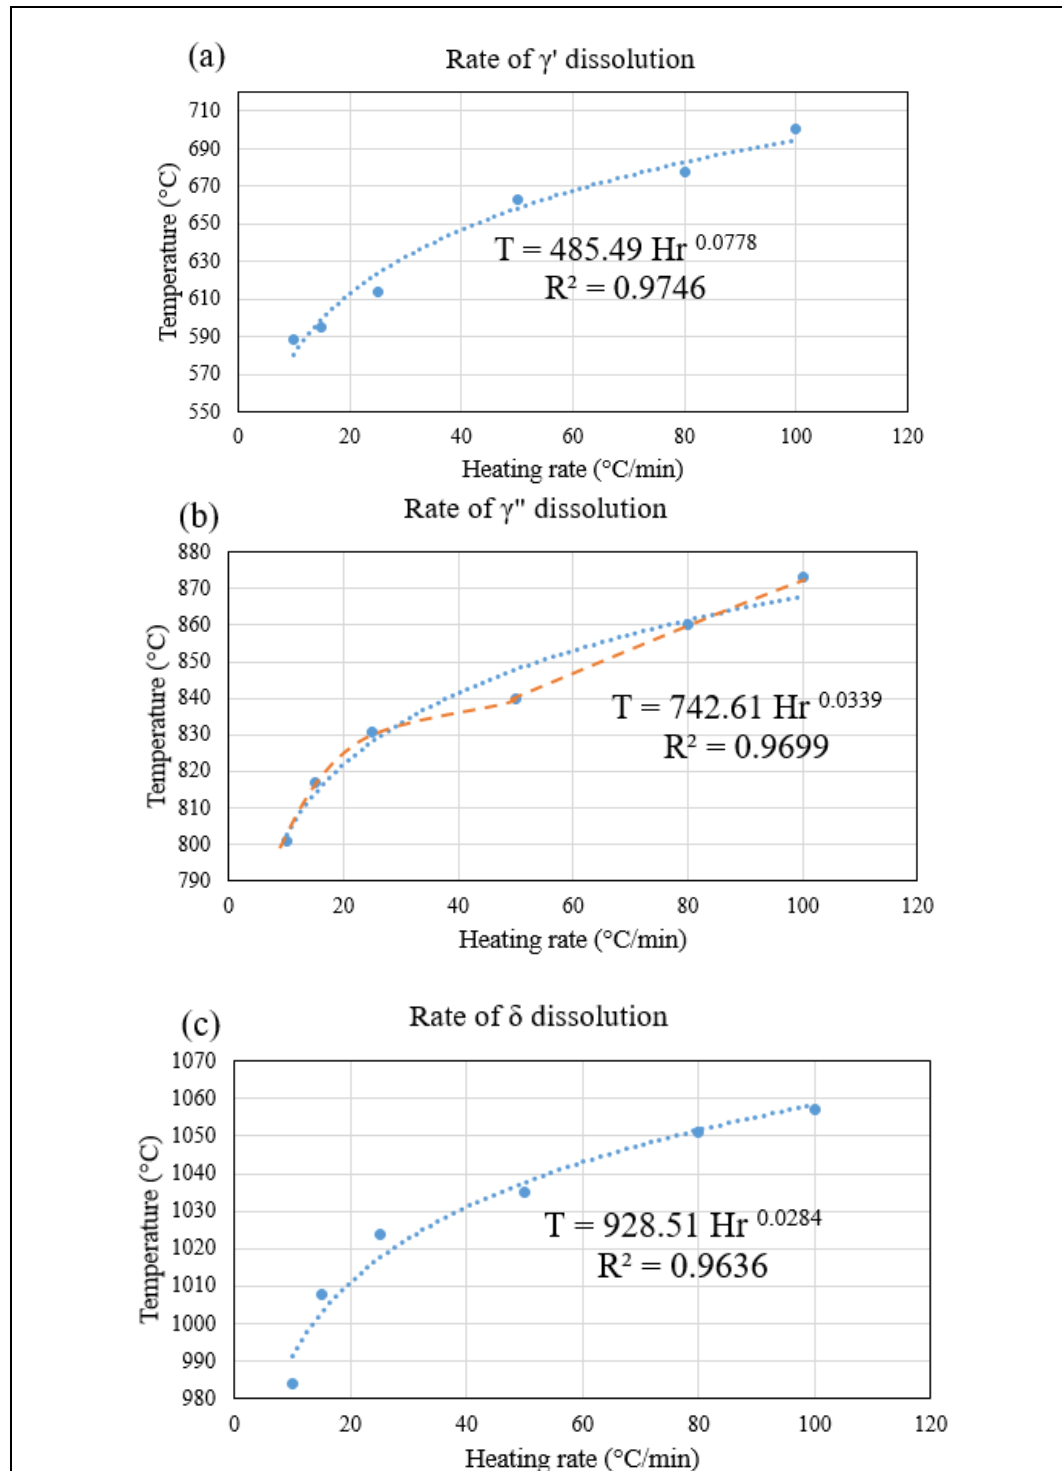 (a)
Rate of γ' dissolution
710
690
670
650
630
610
590
570
550
Temperature (°C)
T = 485.49 Hr 0.0778
R² = 0.9746
0 20 40 60 80 100 120
Heating rate (°C/min)
(b)
Rate of γ" dissolution
880
870
860
850
840
830
820
810
800
790
Temperature (°C)
T = 742.61 Hr 0.0339
R² = 0.9699
0 20 40 60 80 100 120
Heating rate (°C/min)
(c)
Rate of δ dissolution
1070
1060
1050
1040
1030
1020
1010
1000
990
980
Temperature (°C)
T = 928.51 Hr 0.0284
R² = 0.9636
0 20 40 60 80 100 120
Heating rate (°C/min)